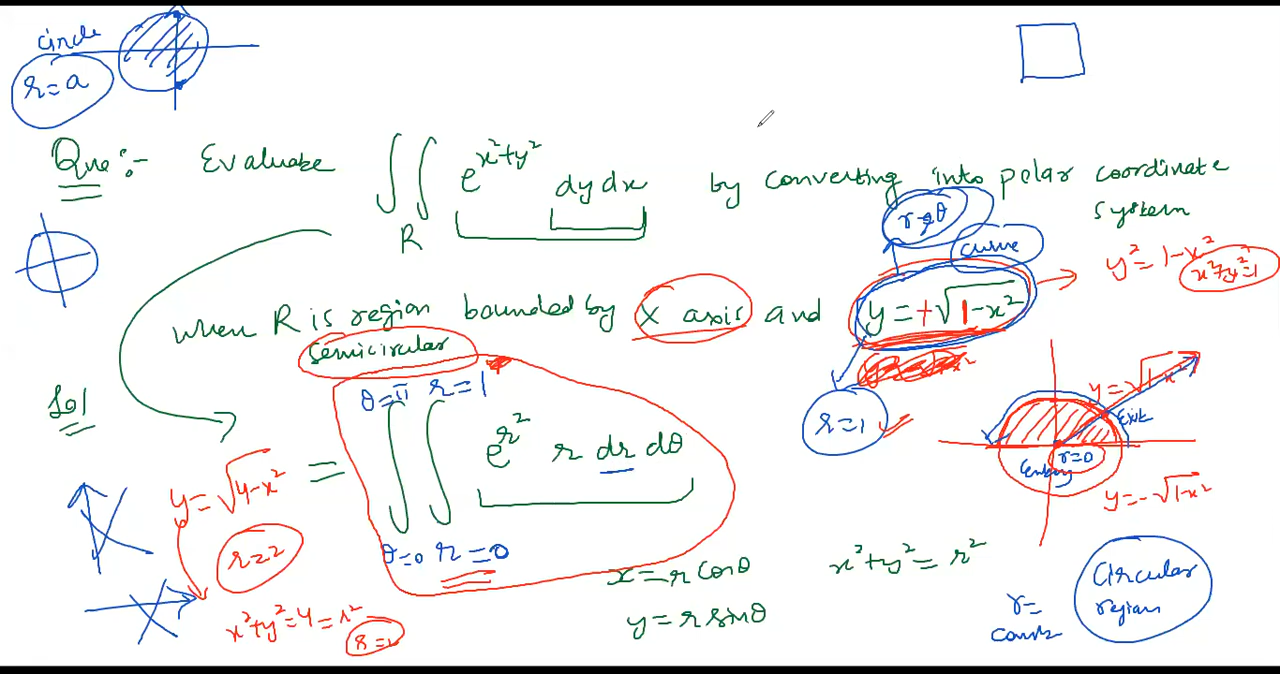 circle
r = a
Que :- Evaluate ∫∫ e^{x²+y²} dy dx by converting into polar coordinate
R
system
r θ
curve
y² = 1-x²
x²+y²=1
when R is region bounded by X axis and y = +√1-x²
semicircular
r=1
θ=π r=1
Sol
= ∫∫ e^{r²} r dr dθ
θ=0 r=0
y = √1-x²
Exit
r=0
Entry
y=-√1-x²
y = √4-x²
r=2
x²+y²=4=r²
x = r cosθ
y = r sinθ
x²+y² = r²
r=
Circular
region